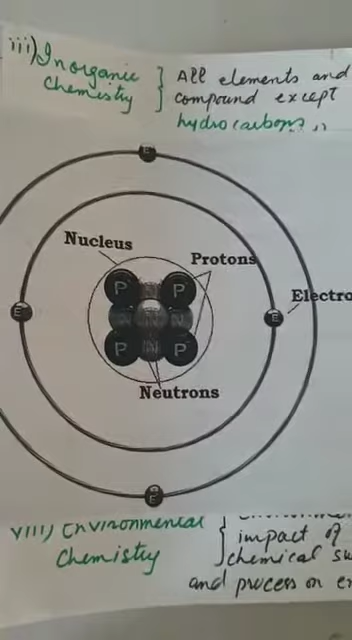 iii) Inorganic } All elements and
Chemistry } compound except
hydrocarbons
E
Nucleus
Protons
P N P
E N N N E Electro
P N P
Neutrons
E
viii) Environmental {
Chemistry impact of
chemical su
and process on e